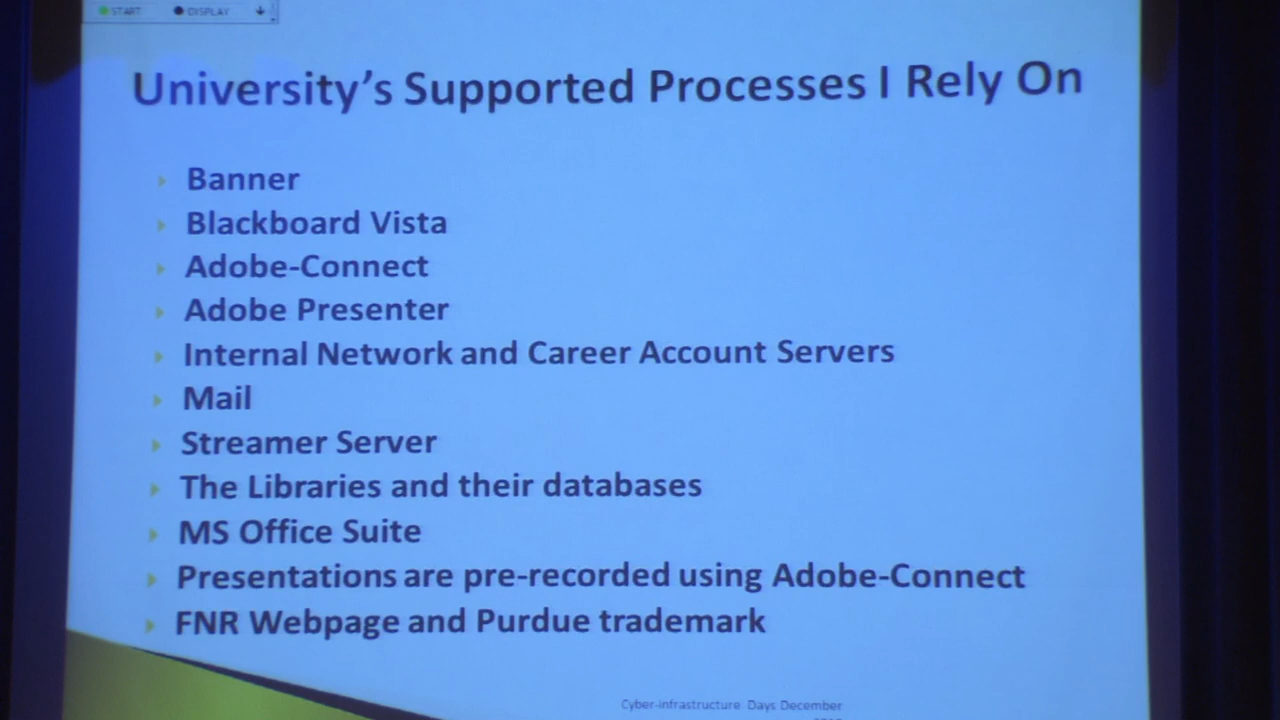 START DISPLAY
University's Supported Processes I Rely On
Banner
Blackboard Vista
Adobe-Connect
Adobe Presenter
Internal Network and Career Account Servers
Mail
Streamer Server
The Libraries and their databases
MS Office Suite
Presentations are pre-recorded using Adobe-Connect
FNR Webpage and Purdue trademark
Cyber-infrastructure Days December